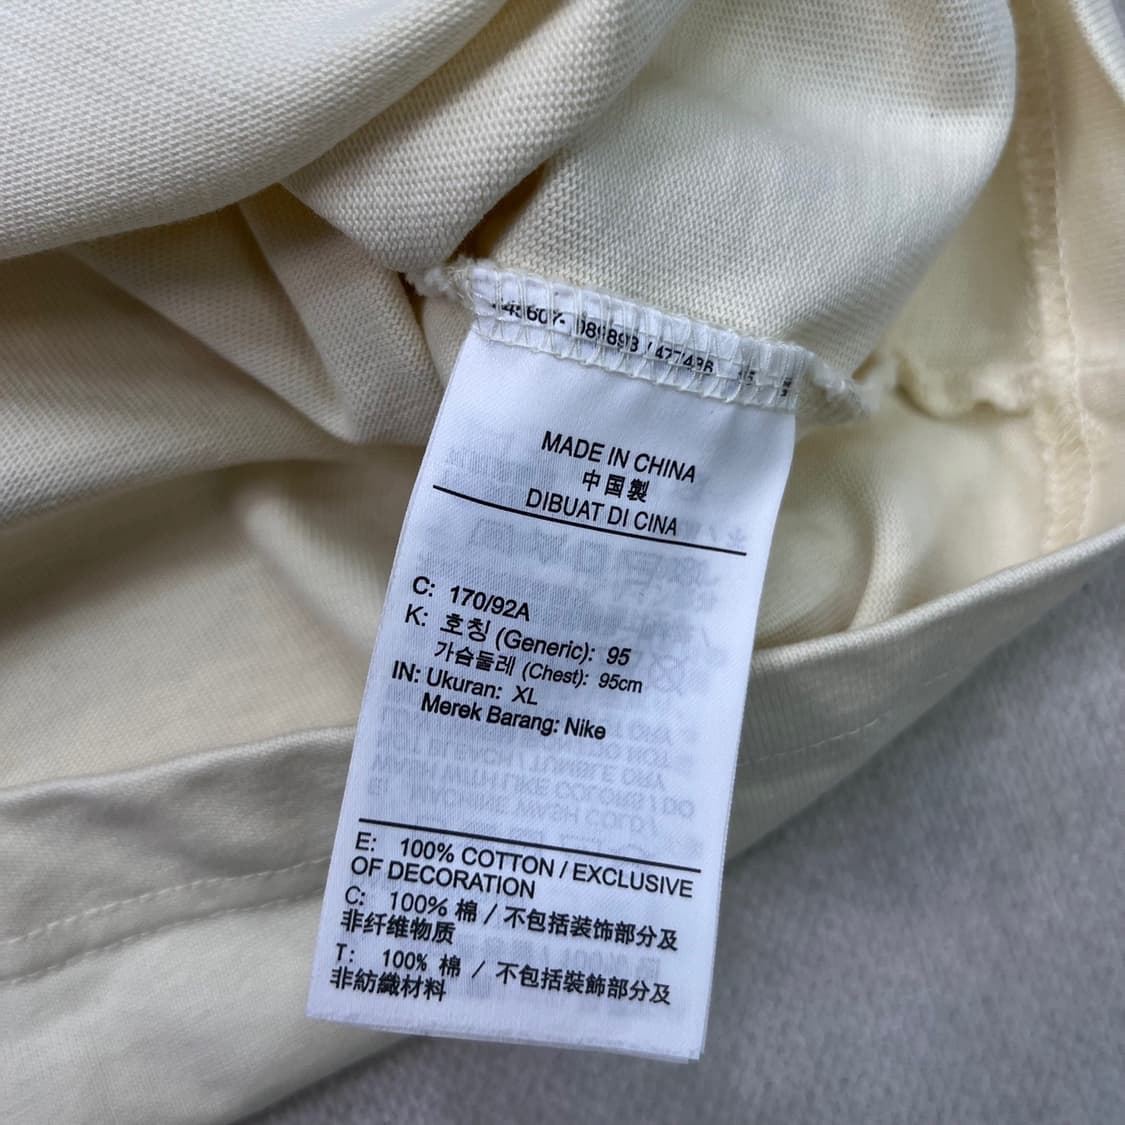 MADE IN CHINA
中国製
DIBUAT DI CINA
C: 170/92A
K: 호칭 (Generic): 95
가슴둘레 (Chest): 95cm
IN: Ukuran: XL
Merek Barang: Nike
E: 100% COTTON / EXCLUSIVE
OF DECORATION
C: 100% 棉 / 不包括装饰部分及
非纤维物质
T: 100% 棉 / 不包括裝飾部分及
非紡織材料